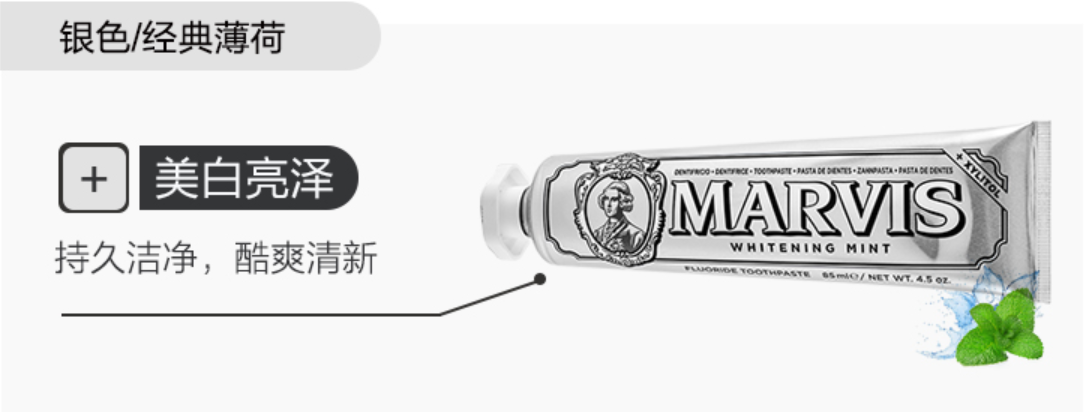 银色/经典薄荷
+ 美白亮泽
持久洁净，酷爽清新
DENTIFRICIO • DENTIFRICE • TOOTHPASTE • PASTA DE DIENTES • ZAHNPASTA • PASTA DE DENTES
+ XYLITOL
MARVIS
WHITENING MINT
FLUORIDE TOOTHPASTE 85 ml ℮ / NET WT. 4.5 oz.